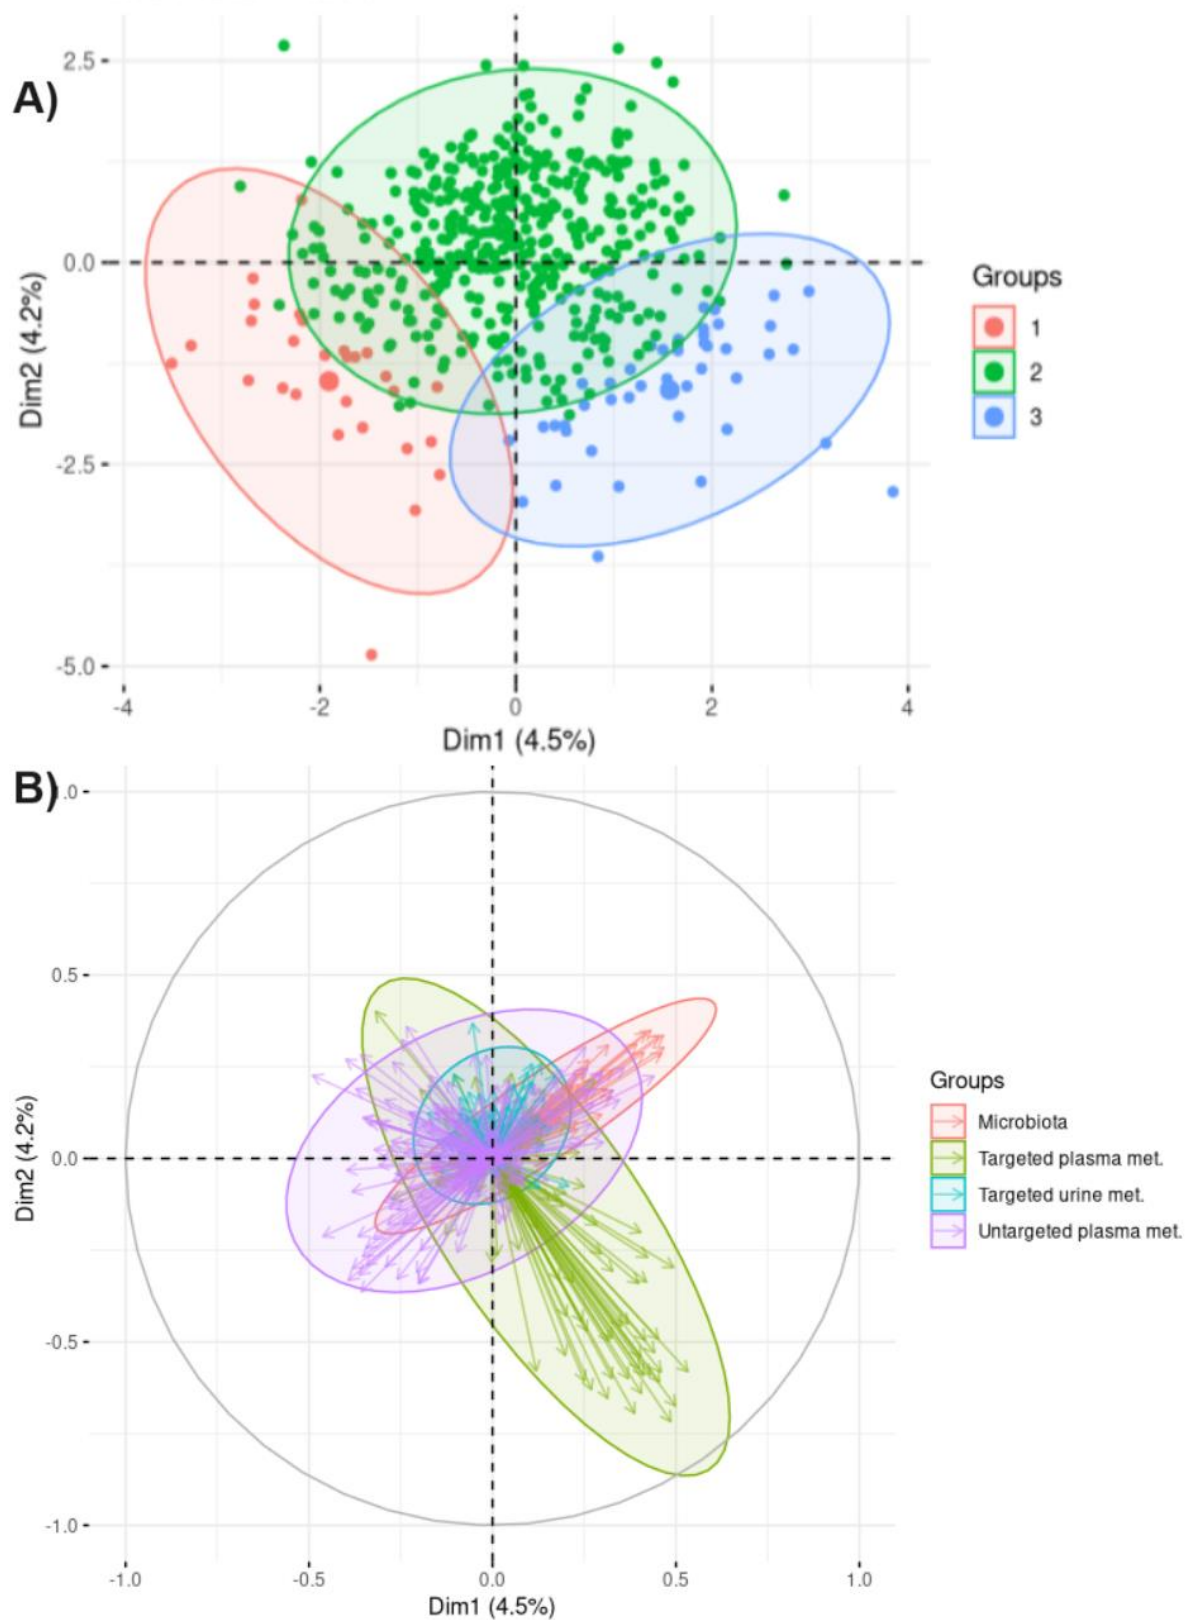 A)
2.5
0.0
-2.5
-5.0
Dim2 (4.2%)
-4
-2
0
2
4
Dim1 (4.5%)
Groups
1
2
3
B)
.0
0.5
0.0
-0.5
-1.0
Dim2 (4.2%)
-1.0
-0.5
0.0
0.5
1.0
Dim1 (4.5%)
Groups
Microbiota
Targeted plasma met.
Targeted urine met.
Untargeted plasma met.